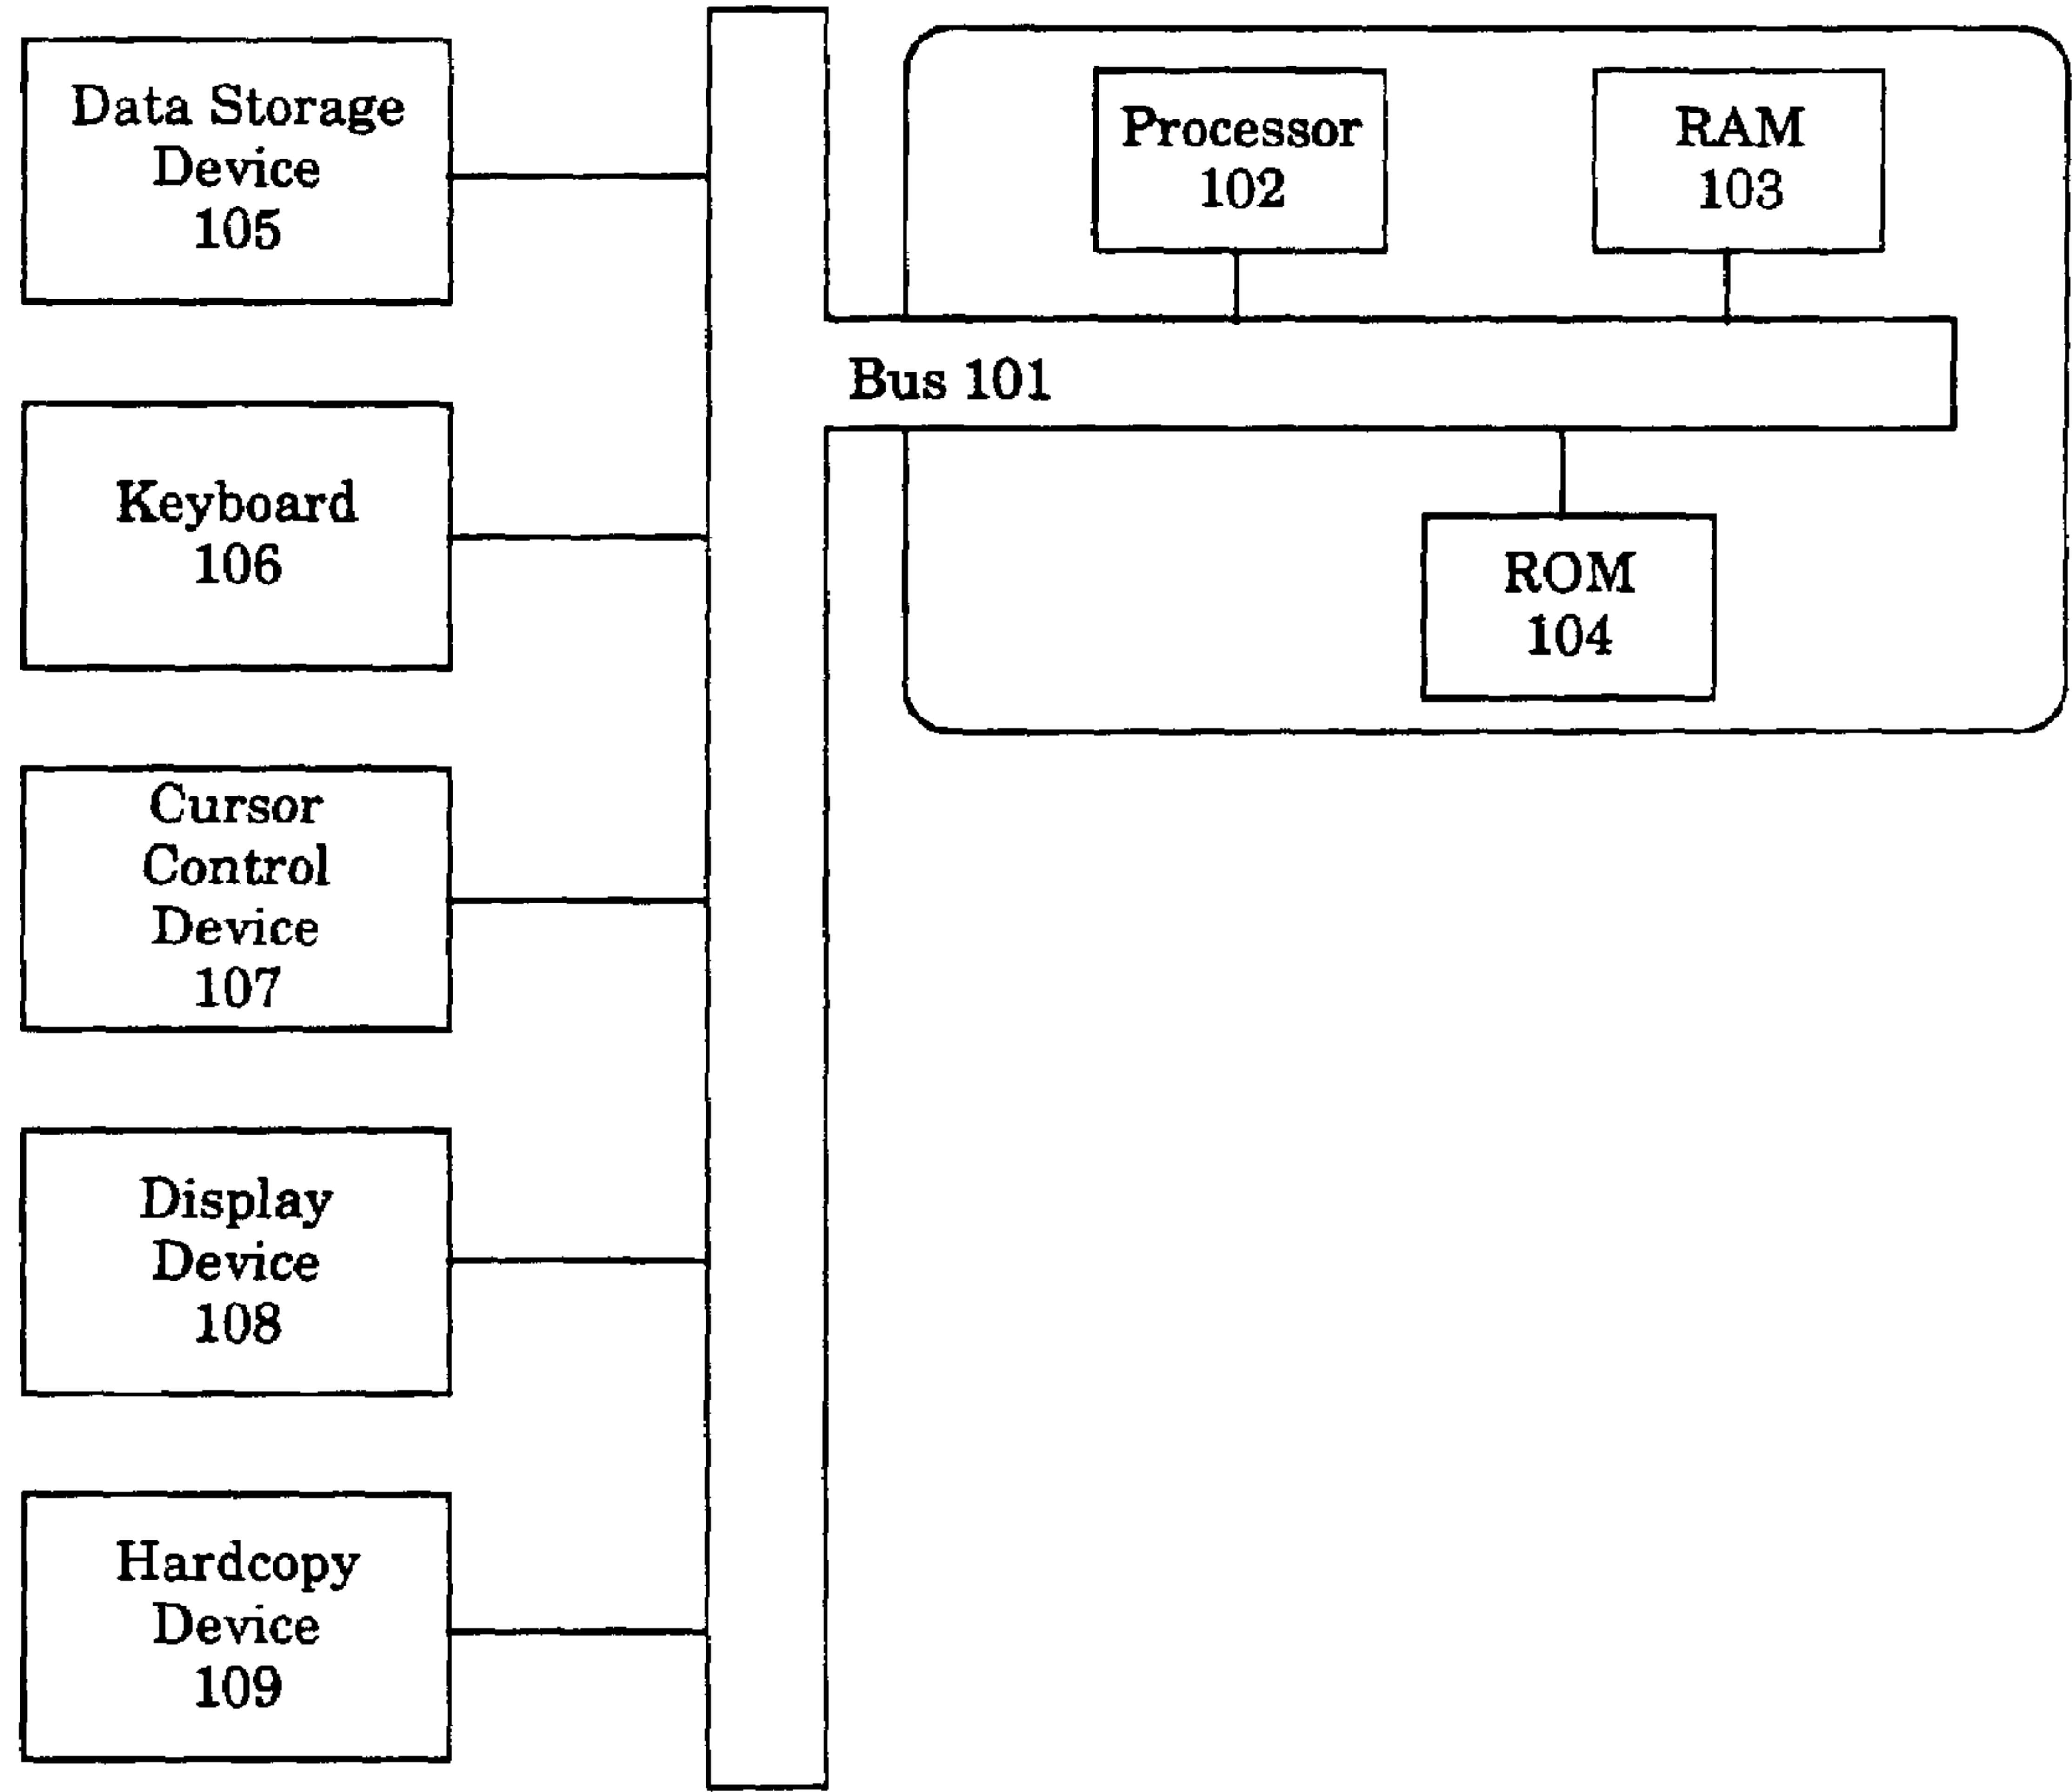 Data Storage
Device
105
Processor
102
RAM
103
Bus 101
Keyboard
106
ROM
104
Cursor
Control
Device
107
Display
Device
108
Hardcopy
Device
109